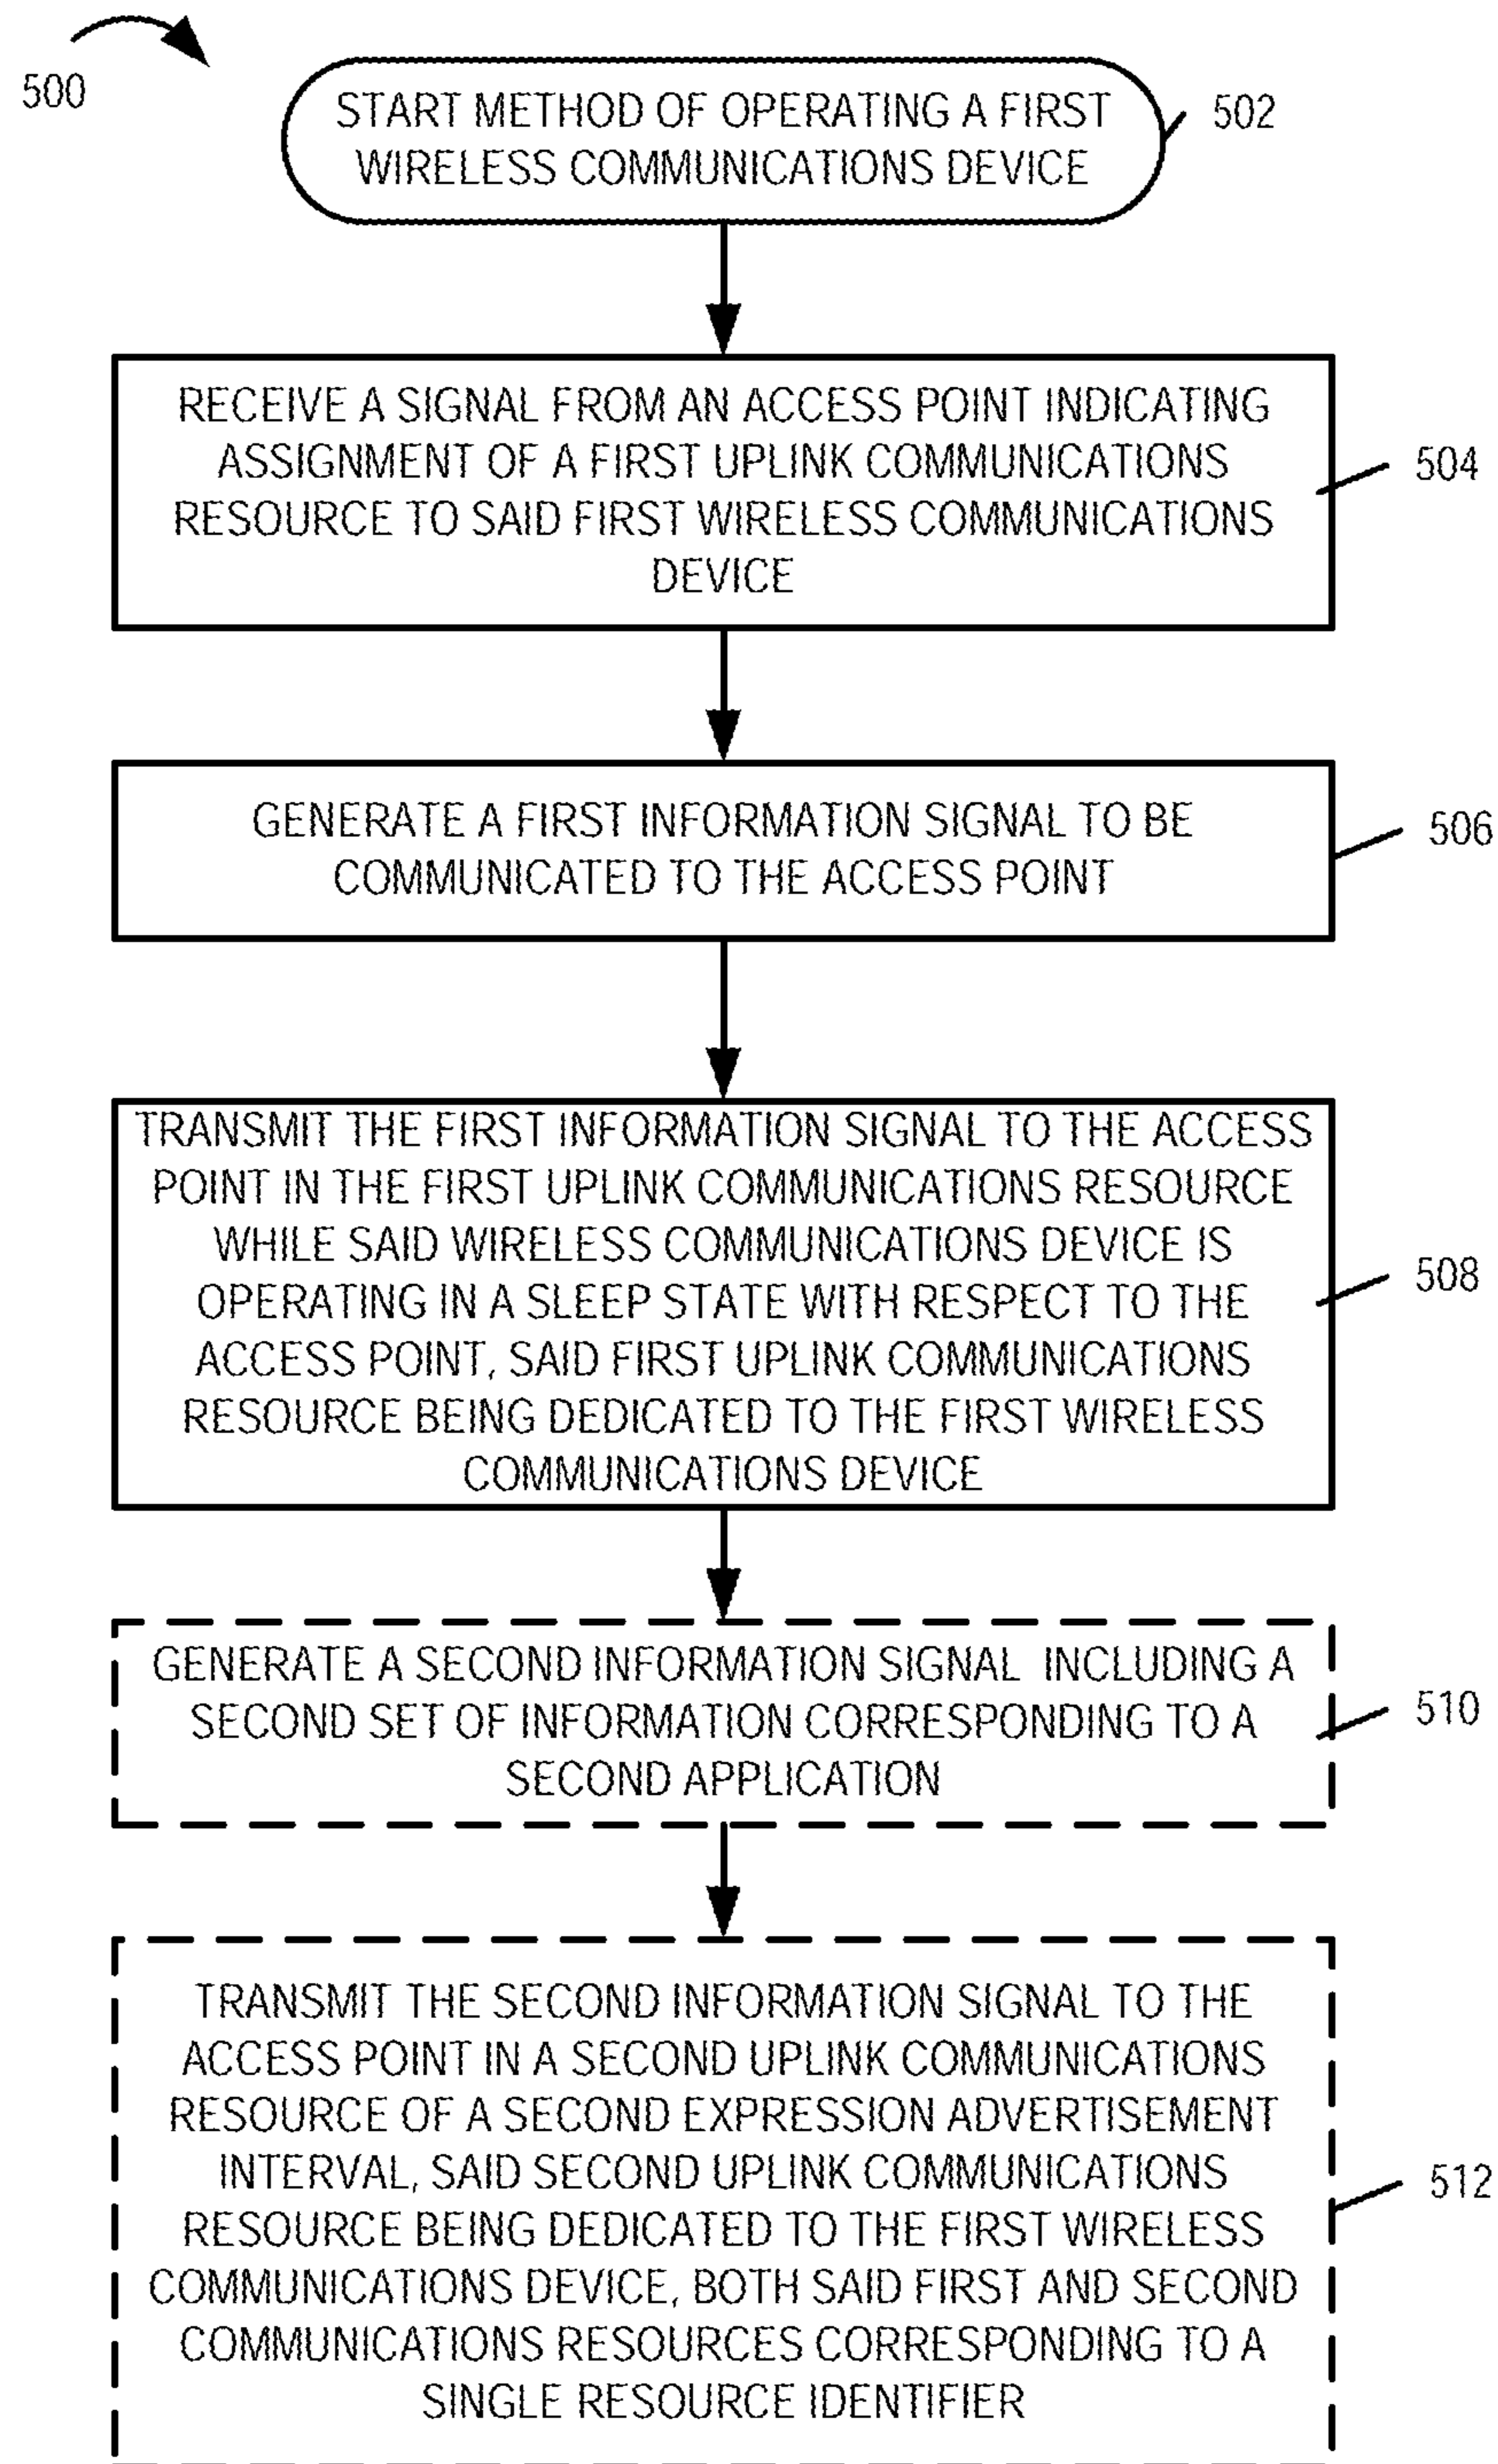 500
START METHOD OF OPERATING A FIRST
WIRELESS COMMUNICATIONS DEVICE
502
RECEIVE A SIGNAL FROM AN ACCESS POINT INDICATING
ASSIGNMENT OF A FIRST UPLINK COMMUNICATIONS
RESOURCE TO SAID FIRST WIRELESS COMMUNICATIONS
DEVICE
504
GENERATE A FIRST INFORMATION SIGNAL TO BE
COMMUNICATED TO THE ACCESS POINT
506
TRANSMIT THE FIRST INFORMATION SIGNAL TO THE ACCESS
POINT IN THE FIRST UPLINK COMMUNICATIONS RESOURCE
WHILE SAID WIRELESS COMMUNICATIONS DEVICE IS
OPERATING IN A SLEEP STATE WITH RESPECT TO THE
ACCESS POINT, SAID FIRST UPLINK COMMUNICATIONS
RESOURCE BEING DEDICATED TO THE FIRST WIRELESS
COMMUNICATIONS DEVICE
508
GENERATE A SECOND INFORMATION SIGNAL INCLUDING A
SECOND SET OF INFORMATION CORRESPONDING TO A
SECOND APPLICATION
510
TRANSMIT THE SECOND INFORMATION SIGNAL TO THE
ACCESS POINT IN A SECOND UPLINK COMMUNICATIONS
RESOURCE OF A SECOND EXPRESSION ADVERTISEMENT
INTERVAL, SAID SECOND UPLINK COMMUNICATIONS
RESOURCE BEING DEDICATED TO THE FIRST WIRELESS
COMMUNICATIONS DEVICE, BOTH SAID FIRST AND SECOND
COMMUNICATIONS RESOURCES CORRESPONDING TO A
SINGLE RESOURCE IDENTIFIER
512